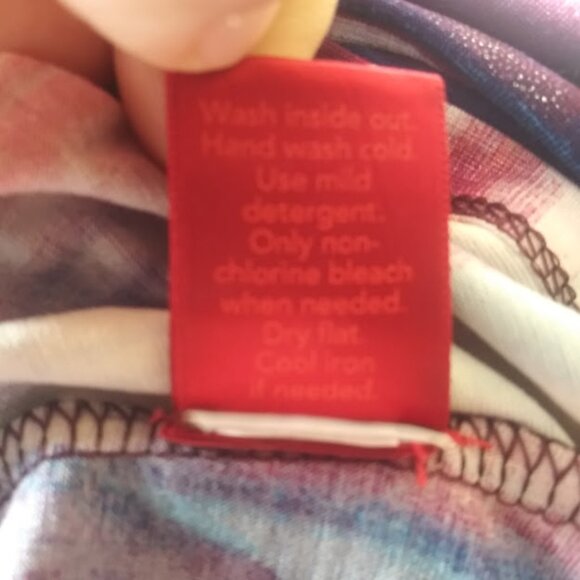 Wash inside out.
Hand wash cold.
Use mild
detergent.
Only non-
chlorine bleach
when needed.
Dry flat.
Cool iron
if needed.